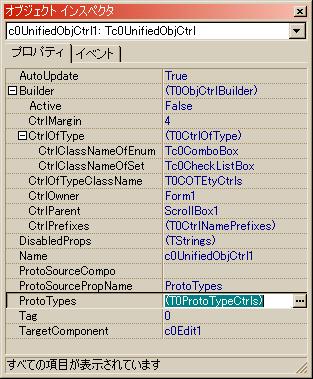 オブジェクト インスペクタ
c0UnifiedObjCtrl1: Tc0UnifiedObjCtrl
プロパティ イベント
AutoUpdate True
Builder (T0ObjCtrlBuilder)
Active False
CtrlMargin 4
CtrlOfType (T0CtrlOfType)
CtrlClassNameOfEnum Tc0ComboBox
CtrlClassNameOfSet Tc0CheckListBox
CtrlOfTypeClassName T0COTEtyCtrls
CtrlOwner Form1
CtrlParent ScrollBox1
CtrlPrefixes (T0CtrlNamePrefixes)
DisabledProps (TStrings)
Name c0UnifiedObjCtrl1
ProtoSourceCompo
ProtoSourcePropName ProtoTypes
ProtoTypes (T0ProtoTypeCtrls) ...
Tag 0
TargetComponent c0Edit1
すべての項目が表示されています